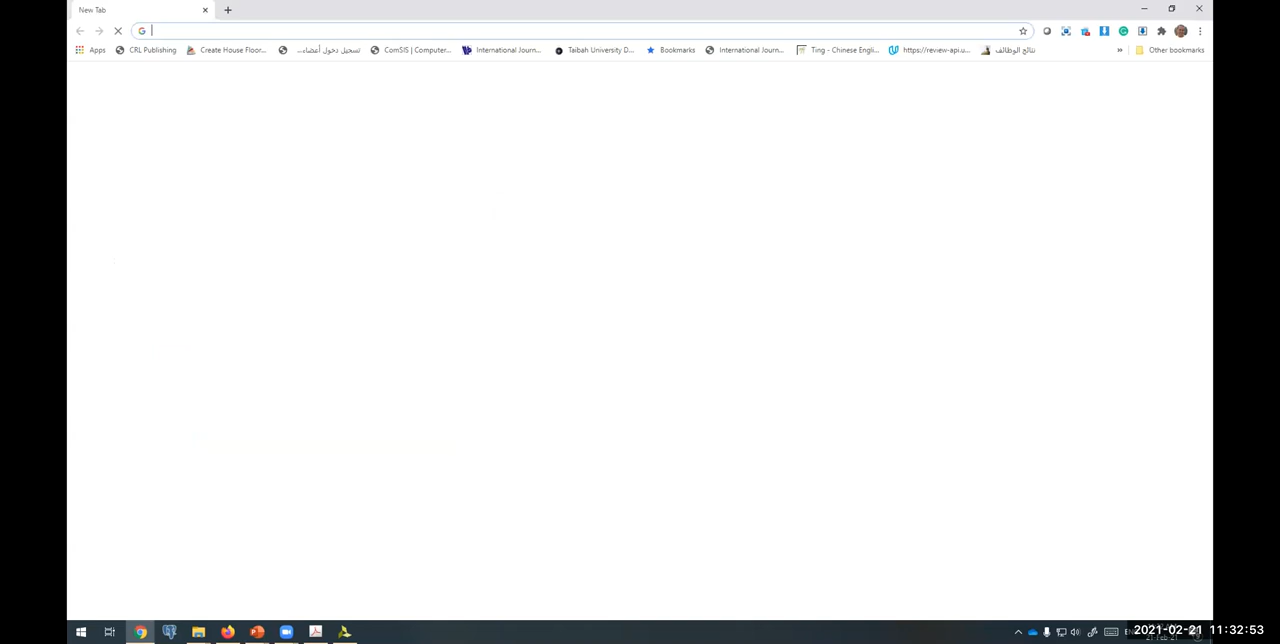 New Tab
Apps CRL Publishing Create House Floor... تسجيل دخول أعضاء... ComSIS | Computer... International Journ... Taibah University D... Bookmarks International Journ... Ting - Chinese Engli... https://review-api.u... نتائج الوظائف » Other bookmarks
2021-02-21 11:32:53